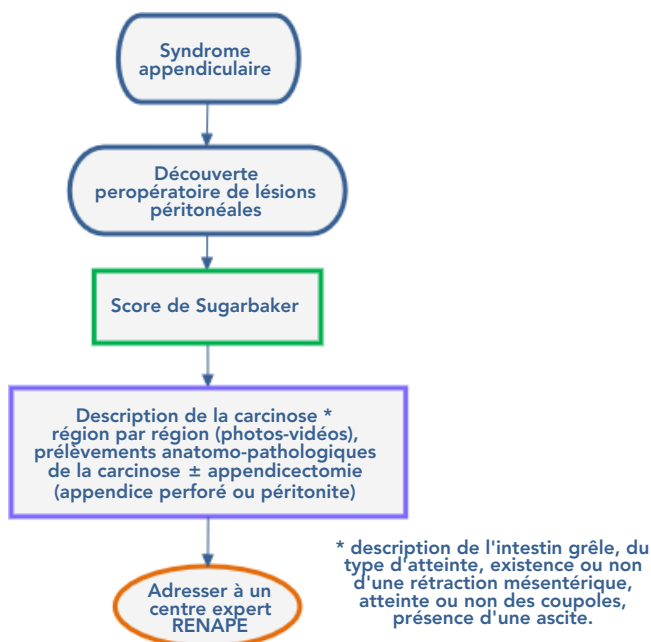 Syndrome
appendiculaire
Découverte
peropératoire de lésions
péritonéales
Score de Sugarbaker
Description de la carcinose *
région par région (photos-vidéos),
prélèvements anatomo-pathologiques
de la carcinose ± appendicectomie
(appendice perforé ou péritonite)
Adresser à un
centre expert
RENAPE
* description de l'intestin grêle, du
type d'atteinte, existence ou non
d'une rétraction mésentérique,
atteinte ou non des coupoles,
présence d'une ascite.